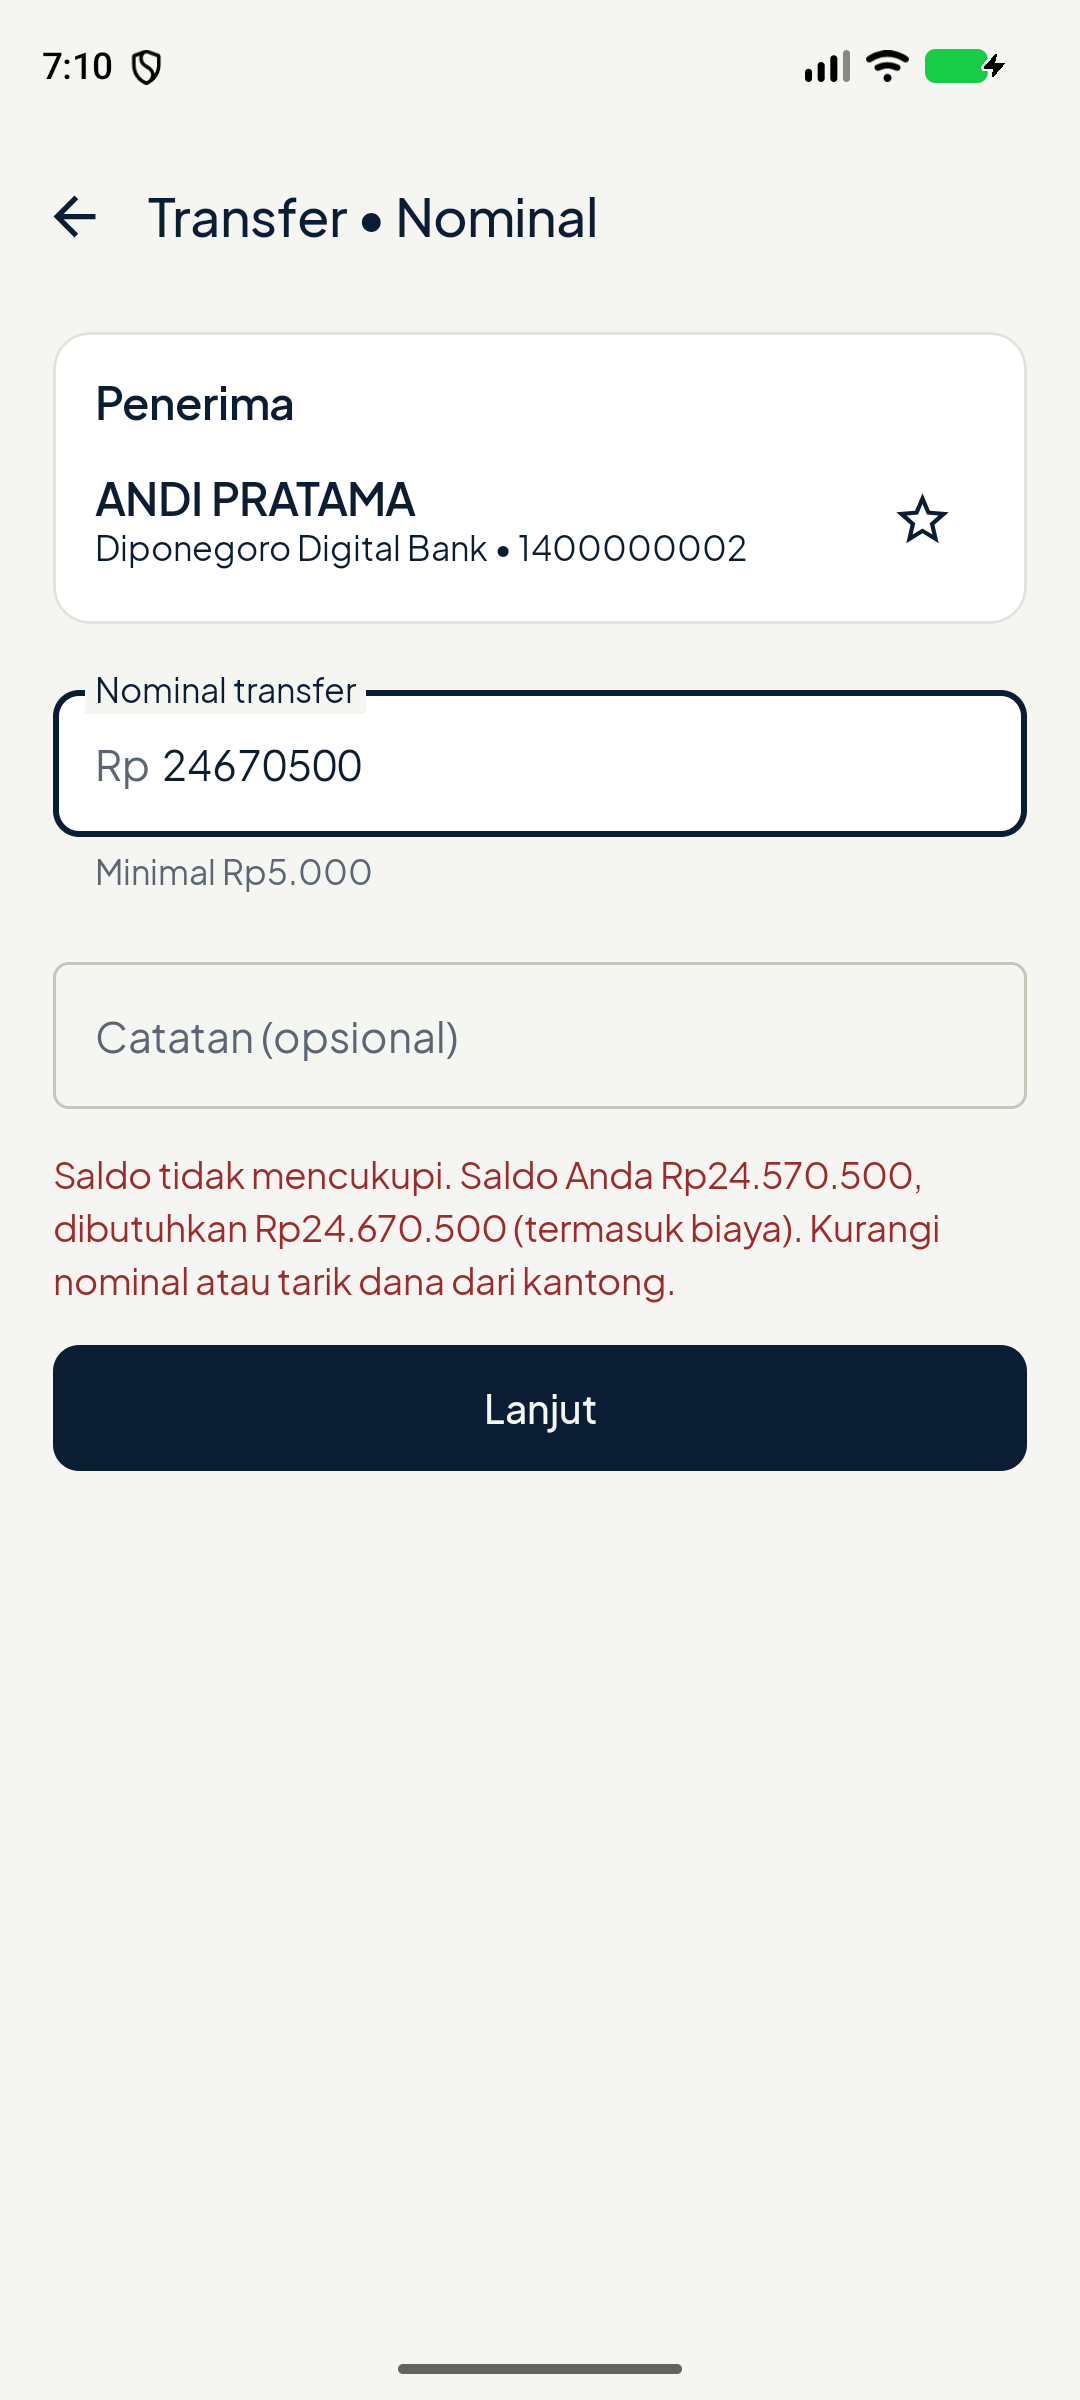 7:10
Transfer • Nominal
Penerima
ANDI PRATAMA
Diponegoro Digital Bank • 1400000002
Nominal transfer
Rp 24670500
Minimal Rp5.000
Catatan (opsional)
Saldo tidak mencukupi. Saldo Anda Rp24.570.500,
dibutuhkan Rp24.670.500 (termasuk biaya). Kurangi
nominal atau tarik dana dari kantong.
Lanjut